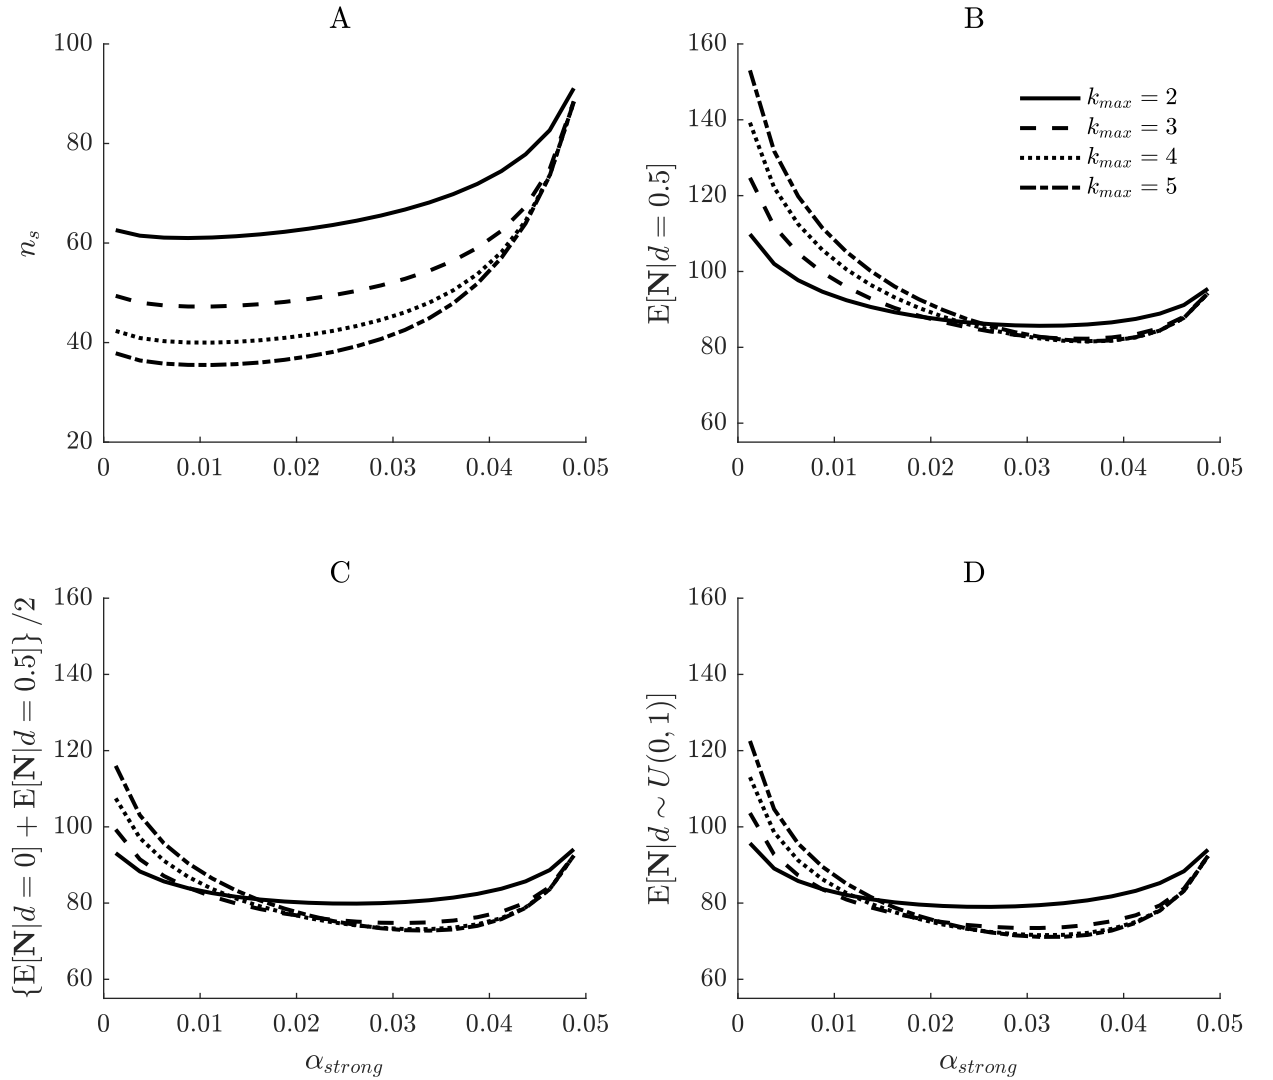 A
100
80
60
40
20
n_s
0 0.01 0.02 0.03 0.04 0.05
B
160
140
120
100
80
60
E[N|d = 0.5]
k_max = 2
k_max = 3
k_max = 4
k_max = 5
0 0.01 0.02 0.03 0.04 0.05
C
160
140
120
100
80
60
{E[N|d = 0] + E[N|d = 0.5]} /2
0 0.01 0.02 0.03 0.04 0.05
α_strong
D
160
140
120
100
80
60
E[N|d ∼ U(0, 1)]
0 0.01 0.02 0.03 0.04 0.05
α_strong